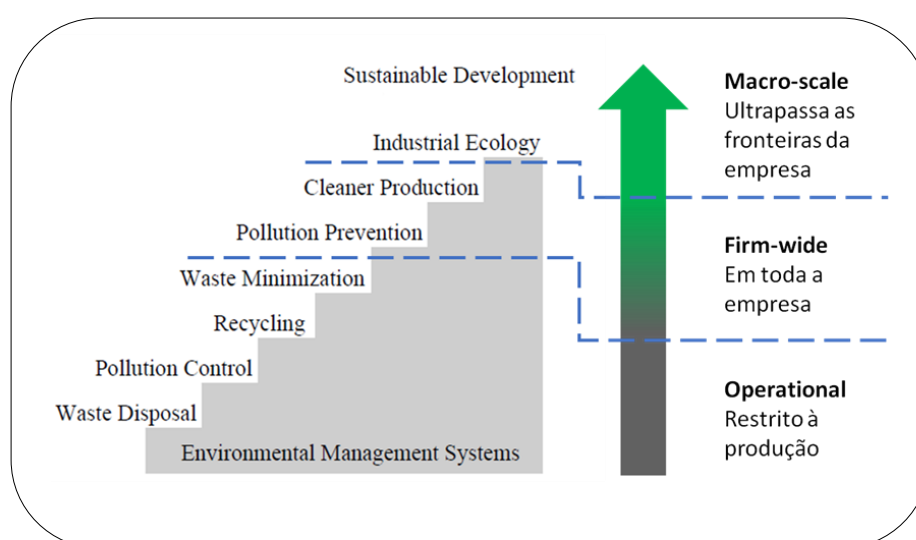 Sustainable Development
Industrial Ecology
Cleaner Production
Pollution Prevention
Waste Minimization
Recycling
Pollution Control
Waste Disposal
Environmental Management Systems
Macro-scale
Ultrapassa as
fronteiras da
empresa
Firm-wide
Em toda a
empresa
Operational
Restrito à
produção